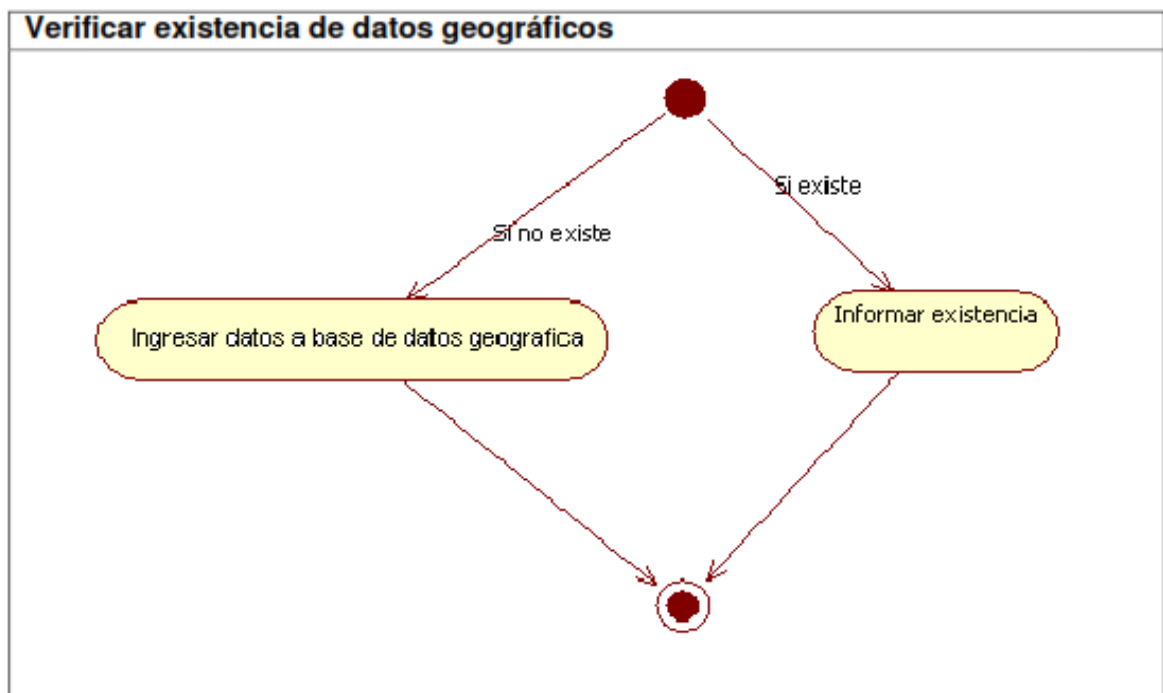 Verificar existencia de datos geográficos
Si existe
Si no existe
Informar existencia
Ingresar datos a base de datos geografica